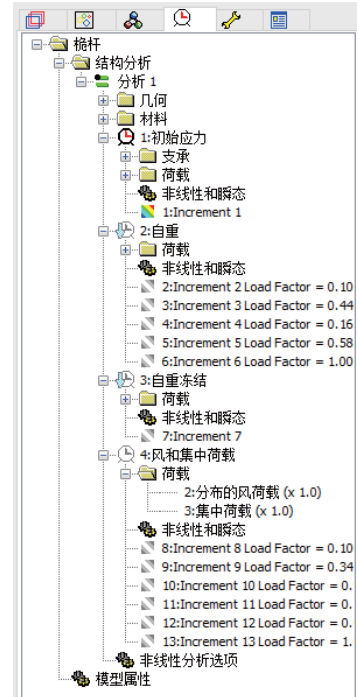 桅杆
结构分析
分析 1
几何
材料
1:初始应力
支承
荷载
非线性和瞬态
1:Increment 1
2:自重
荷载
非线性和瞬态
2:Increment 2 Load Factor = 0.10
3:Increment 3 Load Factor = 0.44
4:Increment 4 Load Factor = 0.16
5:Increment 5 Load Factor = 0.58
6:Increment 6 Load Factor = 1.00
3:自重冻结
荷载
非线性和瞬态
7:Increment 7
4:风和集中荷载
荷载
2:分布的风荷载 (x 1.0)
3:集中荷载 (x 1.0)
非线性和瞬态
8:Increment 8 Load Factor = 0.10
9:Increment 9 Load Factor = 0.34
10:Increment 10 Load Factor = 0.
11:Increment 11 Load Factor = 0.
12:Increment 12 Load Factor = 0.
13:Increment 13 Load Factor = 1.
非线性分析选项
模型属性